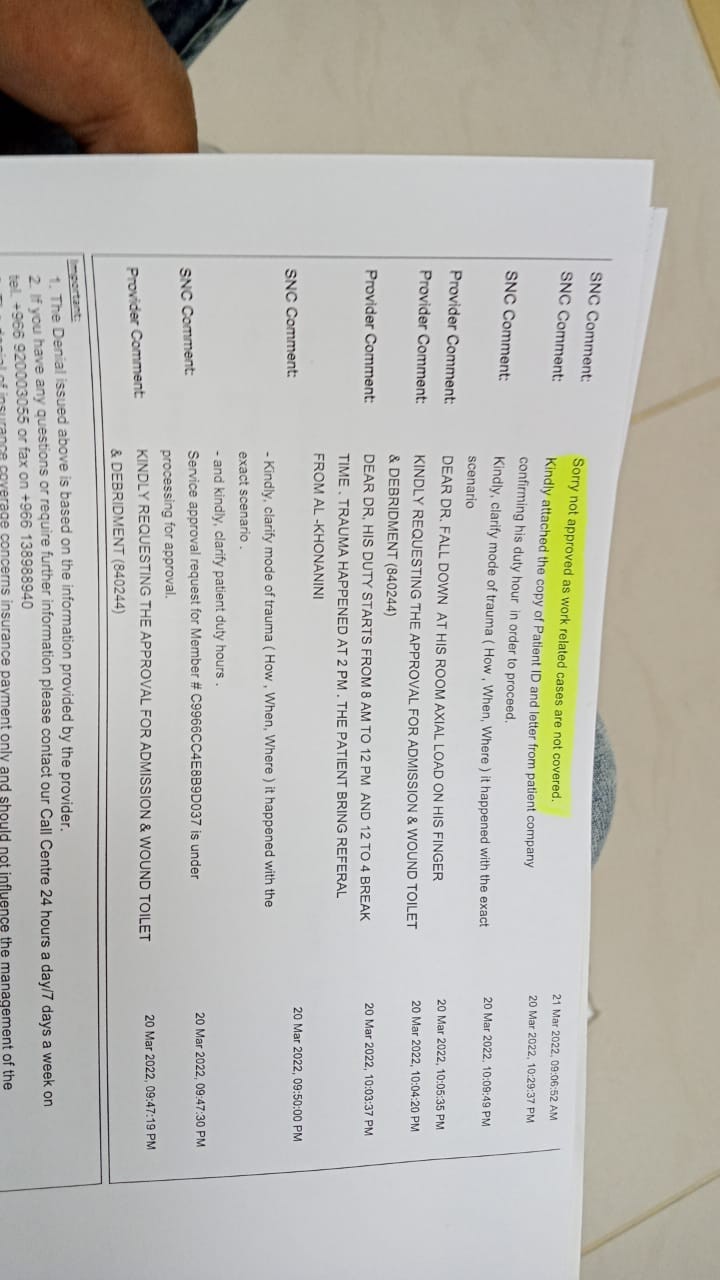 SNC Comment: Sorry not approved as work related cases are not covered. 21 Mar 2022, 09:06:52 AM
SNC Comment: Kindly attached the copy of Patient ID and letter from patient company 20 Mar 2022, 10:29:37 PM
confirming his duty hour in order to proceed.
SNC Comment: Kindly, clarify mode of trauma ( How , When, Where ) it happened with the exact 20 Mar 2022, 10:09:49 PM
scenario
Provider Comment: DEAR DR. FALL DOWN AT HIS ROOM AXIAL LOAD ON HIS FINGER 20 Mar 2022, 10:05:35 PM
Provider Comment: KINDLY REQUESTING THE APPROVAL FOR ADMISSION & WOUND TOILET 20 Mar 2022, 10:04:20 PM
& DEBRIDMENT (840244)
Provider Comment: DEAR DR, HIS DUTY STARTS FROM 8 AM TO 12 PM AND 12 TO 4 BREAK 20 Mar 2022, 10:03:37 PM
TIME . TRAUMA HAPPENED AT 2 PM . THE PATIENT BRING REFERAL
FROM AL -KHONANINI
SNC Comment: 20 Mar 2022, 09:50:00 PM
- Kindly, clarify mode of trauma ( How , When, Where ) it happened with the
exact scenario .
- and kindly, clarify patient duty hours .
SNC Comment: Service approval request for Member # C9966CC4E8B9D037 is under 20 Mar 2022, 09:47:30 PM
processing for approval.
Provider Comment: KINDLY REQUESTING THE APPROVAL FOR ADMISSION & WOUND TOILET 20 Mar 2022, 09:47:19 PM
& DEBRIDMENT (840244)
Important:
1. The Denial issued above is based on the information provided by the provider.
2. If you have any questions or require further information please contact our Call Centre 24 hours a day/7 days a week on
tel. +966 920003055 or fax on +966 138988940
of insurance coverage concerns insurance payment only and should not influence the management of the